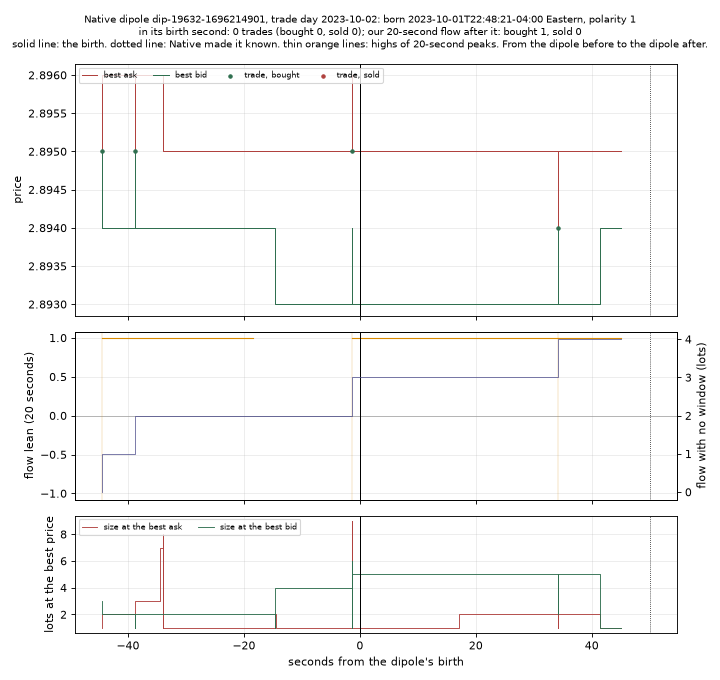 Native dipole dip-19632-1696214901, trade day 2023-10-02: born 2023-10-01T22:48:21-04:00 Eastern, polarity 1
in its birth second: 0 trades (bought 0, sold 0); our 20-second flow after it: bought 1, sold 0
solid line: the birth. dotted line: Native made it known. thin orange lines: highs of 20-second peaks. From the dipole before to the dipole after.
best ask
best bid
trade, bought
trade, sold
2.8960
2.8955
2.8950
2.8945
2.8940
2.8935
2.8930
price
1.0
0.5
0.0
−0.5
−1.0
flow lean (20 seconds)
4
3
2
1
0
flow with no window (lots)
size at the best ask
size at the best bid
8
6
4
2
lots at the best price
−40
−20
0
20
40
seconds from the dipole's birth